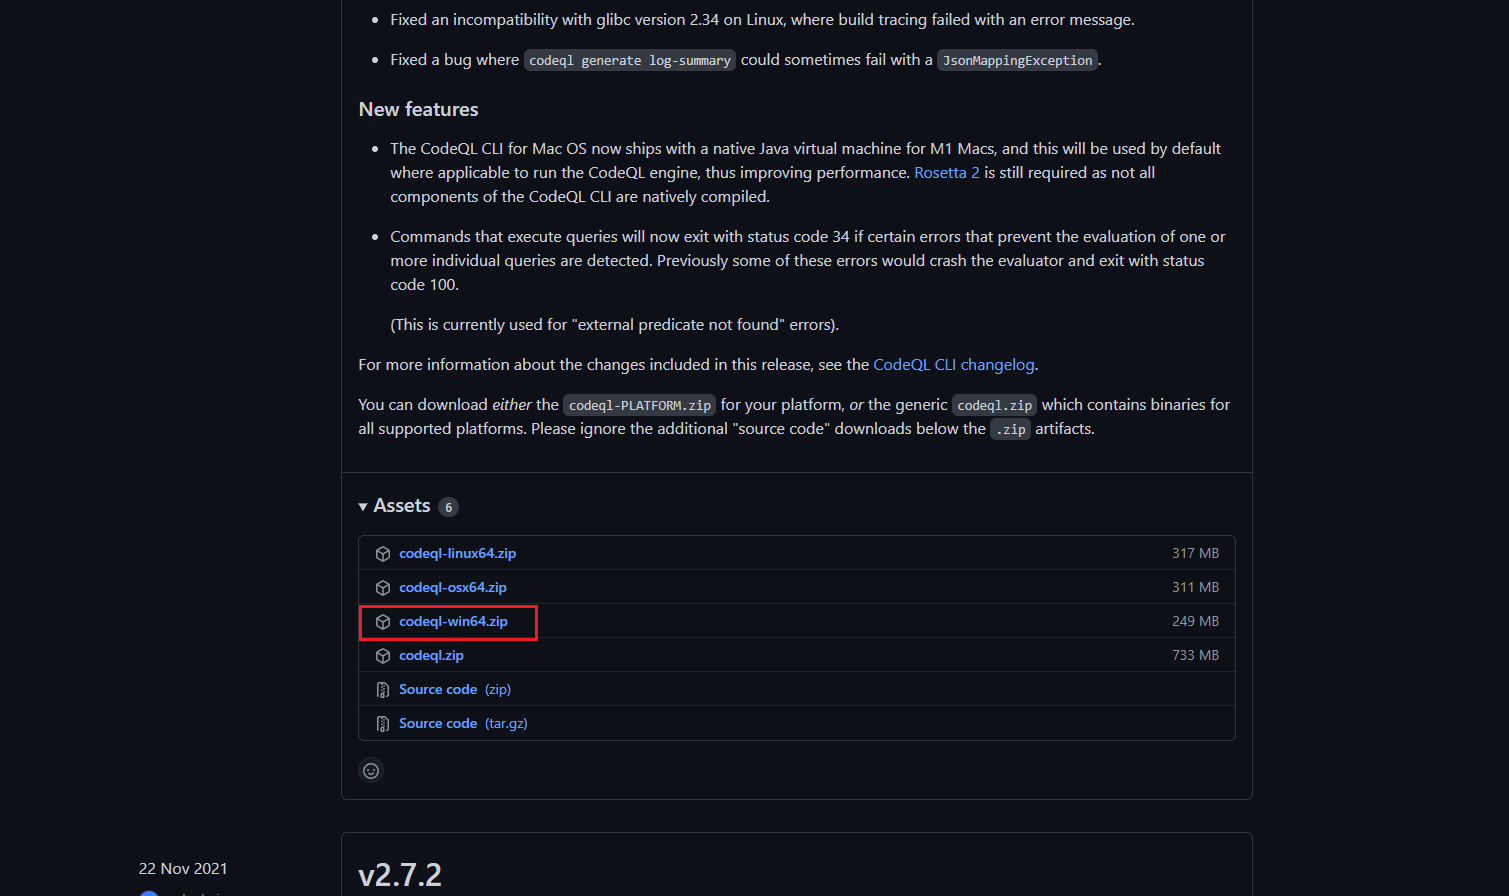 Fixed an incompatibility with glibc version 2.34 on Linux, where build tracing failed with an error message.
Fixed a bug where codeql generate log-summary could sometimes fail with a JsonMappingException.
New features
The CodeQL CLI for Mac OS now ships with a native Java virtual machine for M1 Macs, and this will be used by default
where applicable to run the CodeQL engine, thus improving performance. Rosetta 2 is still required as not all
components of the CodeQL CLI are natively compiled.
Commands that execute queries will now exit with status code 34 if certain errors that prevent the evaluation of one or
more individual queries are detected. Previously some of these errors would crash the evaluator and exit with status
code 100.
(This is currently used for "external predicate not found" errors).
For more information about the changes included in this release, see the CodeQL CLI changelog.
You can download either the codeql-PLATFORM.zip for your platform, or the generic codeql.zip which contains binaries for
all supported platforms. Please ignore the additional "source code" downloads below the .zip artifacts.
Assets 6
codeql-linux64.zip 317 MB
codeql-osx64.zip 311 MB
codeql-win64.zip 249 MB
codeql.zip 733 MB
Source code (zip)
Source code (tar.gz)
22 Nov 2021
v2.7.2